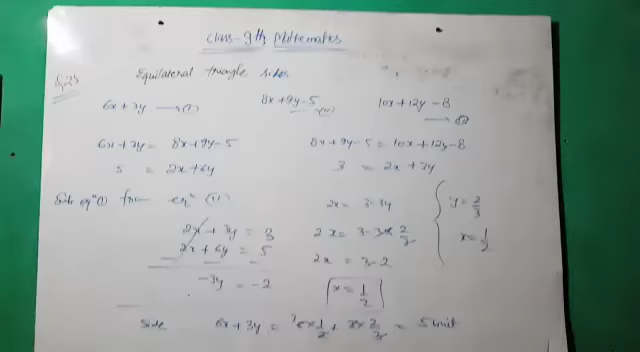 Class-9th Mathematics
Q.23 Equilateral triangle sides
6x+3y → (i) 8x+9y-5 → (ii) 10x+12y-8 → (iii)
6x+3y = 8x+9y-5 8x+9y-5 = 10x+12y-8
5 = 2x+6y 3 = 2x+3y
Sub eqⁿ (i) from eqⁿ (ii)
2x = 3-3y
2x + 3y = 3
2x + 6y = 5
-3y = -2
2x = 3-3×2/3
2x = 3-2
x = 1/2
y = 2/3
x = 1/2
Side 6x+3y = 6×1/2 + 3×2/3 = 5 unit